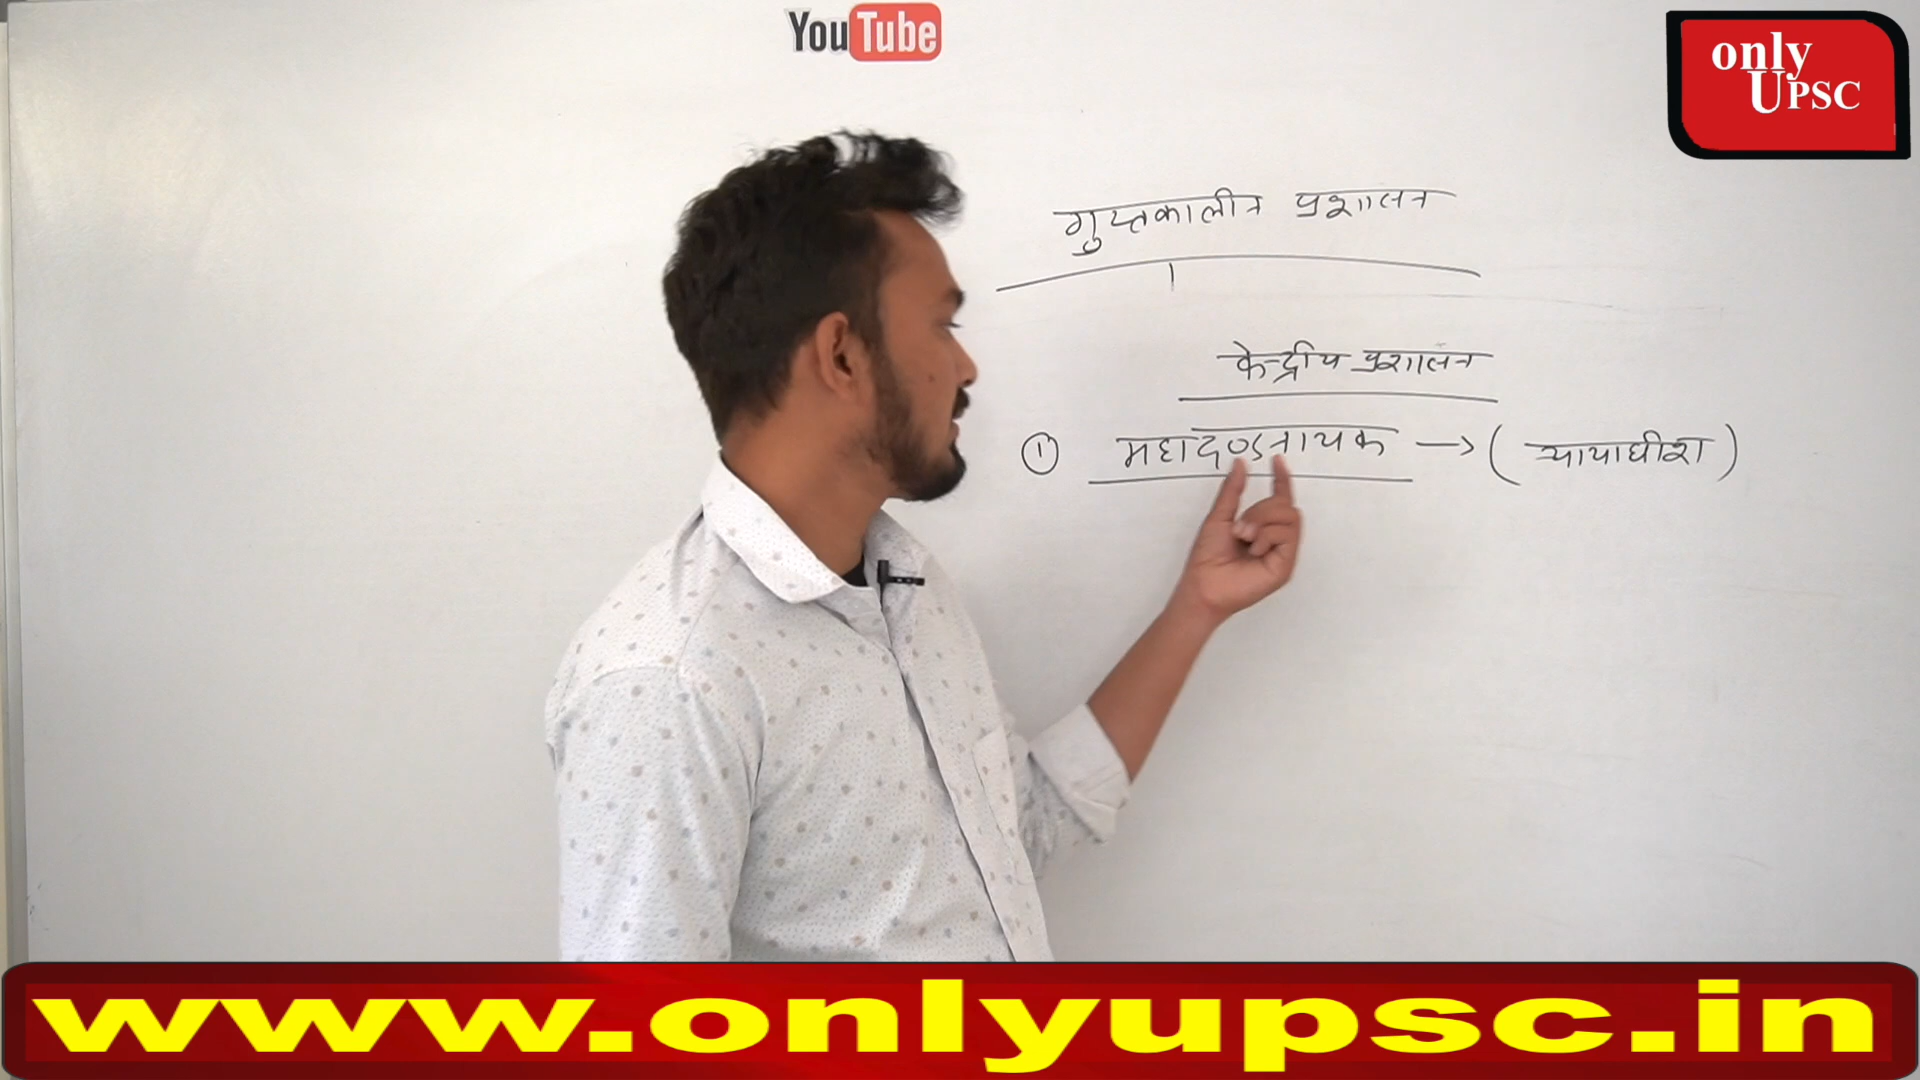 YouTube
only
UPSC
गुप्तकालीन प्रशासन
केन्द्रीय प्रशासन
① महादण्डनायक → (न्यायाधीश)
www.onlyupsc.in